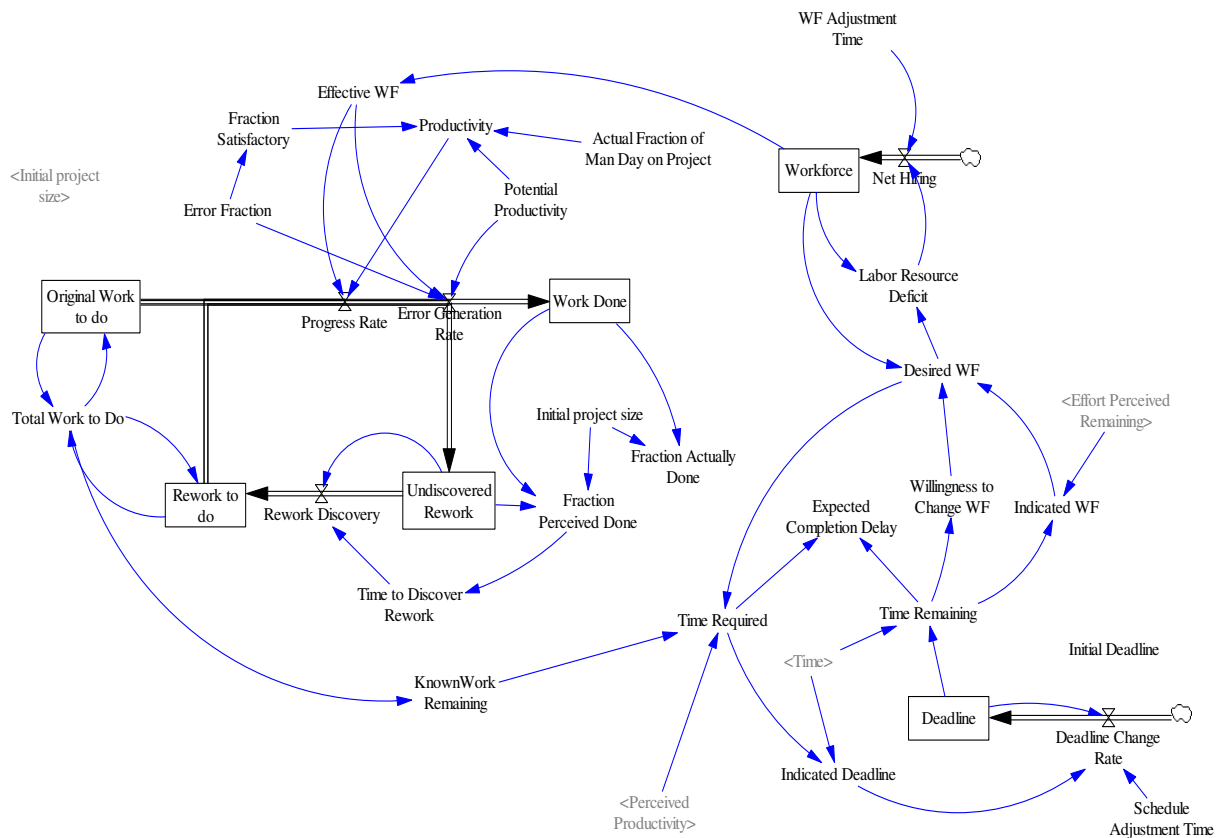 WF Adjustment
Time
Effective WF
Fraction
Satisfactory
Productivity
Actual Fraction of
Man Day on Project
Workforce
Net Hiring
<Initial project
size>
Error Fraction
Potential
Productivity
Labor Resource
Deficit
Original Work
to do
Progress Rate
Error Generation
Rate
Work Done
Desired WF
Total Work to Do
Initial project size
<Effort Perceived
Remaining>
Fraction Actually
Done
Rework to
do
Rework Discovery
Undiscovered
Rework
Fraction
Perceived Done
Expected
Completion Delay
Willingness to
Change WF
Indicated WF
Time to Discover
Rework
Time Required
Time Remaining
<Time>
Initial Deadline
KnownWork
Remaining
Deadline
Deadline Change
Rate
Indicated Deadline
<Perceived
Productivity>
Schedule
Adjustment Time